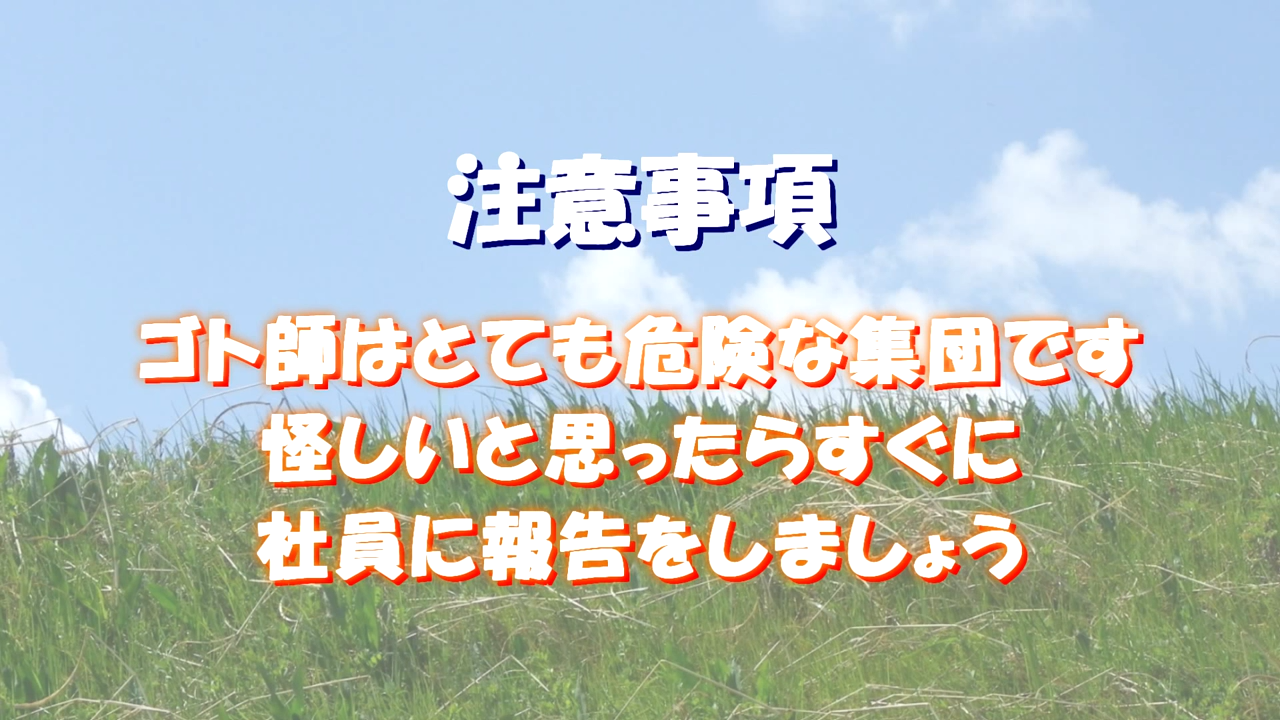 注意事項
ゴト師はとても危険な集団です
怪しいと思ったらすぐに
社員に報告をしましょう